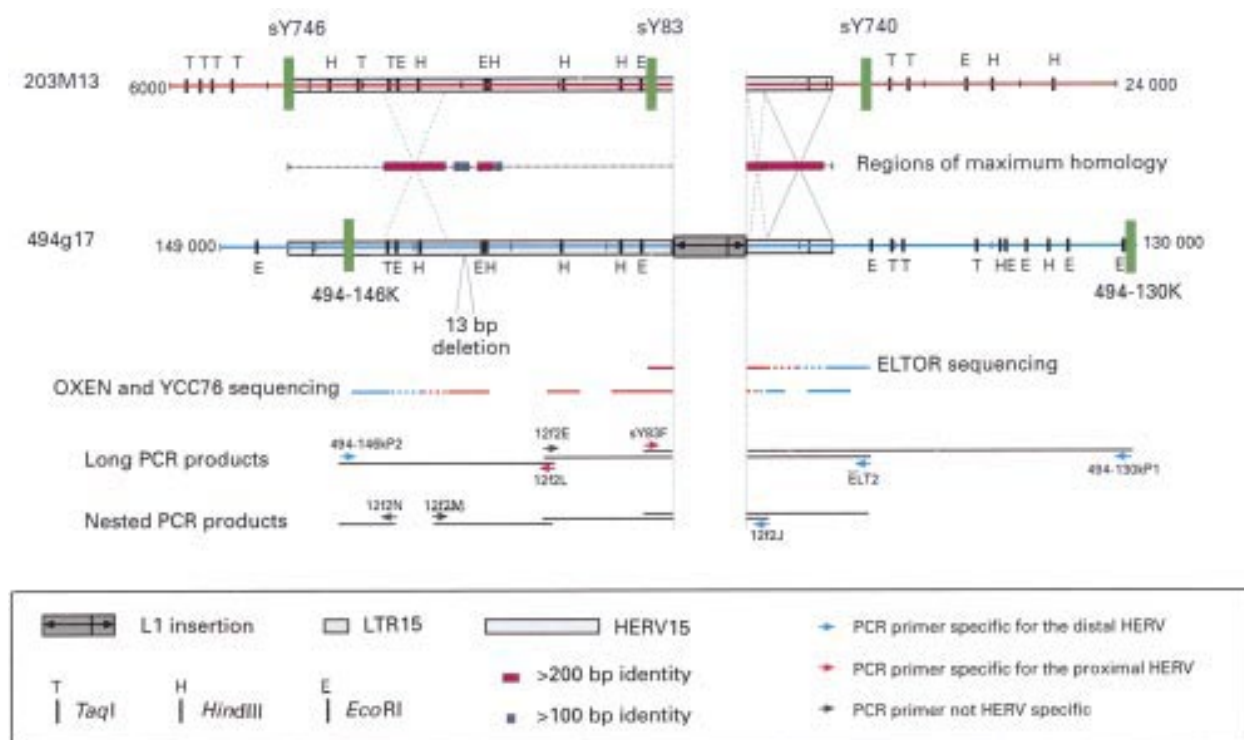 sY746 sY83 sY740
T T T T H T T E H E H H H E T T E H H
203M13 6000 24 000
Regions of maximum homology
494g17 149 000 130 000
E T E H E H H H E E T T T H E E H E E
494-146K 494-130K
13 bp
deletion
ELTOR sequencing
OXEN and YCC76 sequencing
494-146kP2 12f2E sY83F
Long PCR products
12f2L ELT2 494-130kP1
12f2N 12f2M
Nested PCR products
12f2J
L1 insertion LTR15 HERV15 PCR primer specific for the distal HERV
>200 bp identity PCR primer specific for the proximal HERV
T H E
TaqI HindIII EcoRI >100 bp identity PCR primer not HERV specific